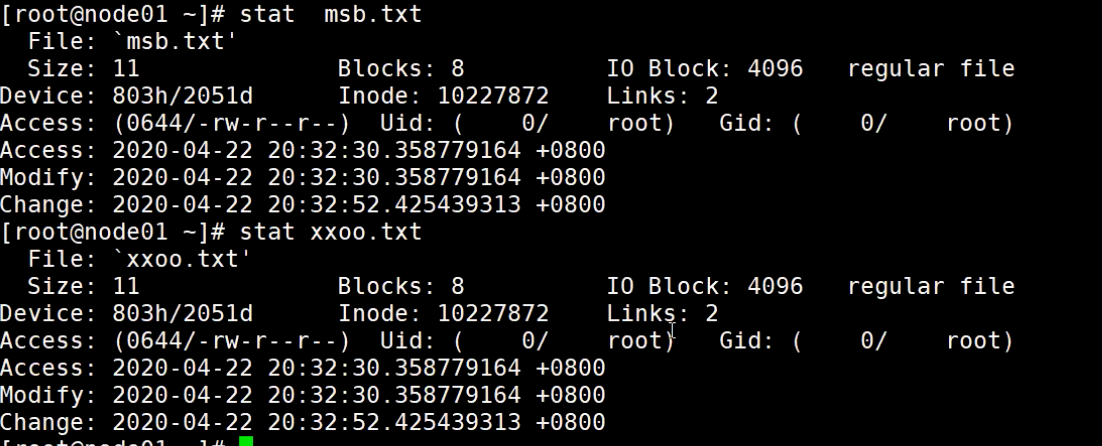 [root@node01 ~]# stat  msb.txt
  File: `msb.txt'
  Size: 11              Blocks: 8          IO Block: 4096   regular file
Device: 803h/2051d      Inode: 10227872    Links: 2
Access: (0644/-rw-r--r--)  Uid: (    0/    root)   Gid: (    0/    root)
Access: 2020-04-22 20:32:30.358779164 +0800
Modify: 2020-04-22 20:32:30.358779164 +0800
Change: 2020-04-22 20:32:52.425439313 +0800
[root@node01 ~]# stat xxoo.txt
  File: `xxoo.txt'
  Size: 11              Blocks: 8          IO Block: 4096   regular file
Device: 803h/2051d      Inode: 10227872    Links: 2
Access: (0644/-rw-r--r--)  Uid: (    0/    root)   Gid: (    0/    root)
Access: 2020-04-22 20:32:30.358779164 +0800
Modify: 2020-04-22 20:32:30.358779164 +0800
Change: 2020-04-22 20:32:52.425439313 +0800
[root@node01 ~]#